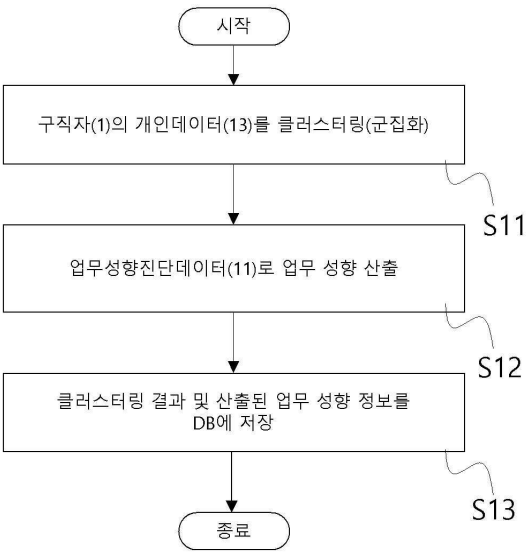 시작
구직자(1)의 개인데이터(13)를 클러스터링(군집화)
S11
업무성향진단데이터(11)로 업무 성향 산출
S12
클러스터링 결과 및 산출된 업무 성향 정보를
DB에 저장
S13
종료